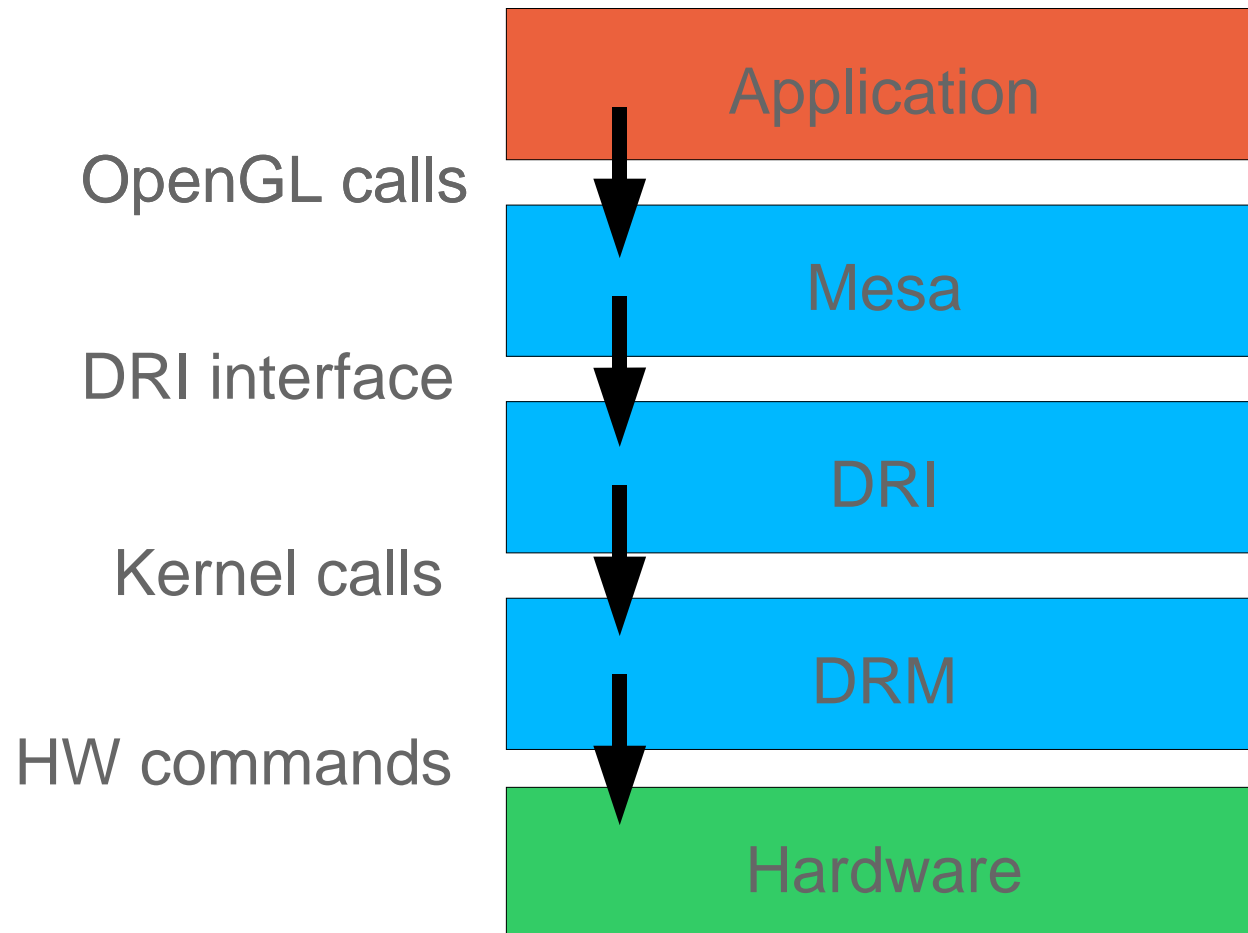 Application
OpenGL calls
Mesa
DRI interface
DRI
Kernel calls
DRM
HW commands
Hardware